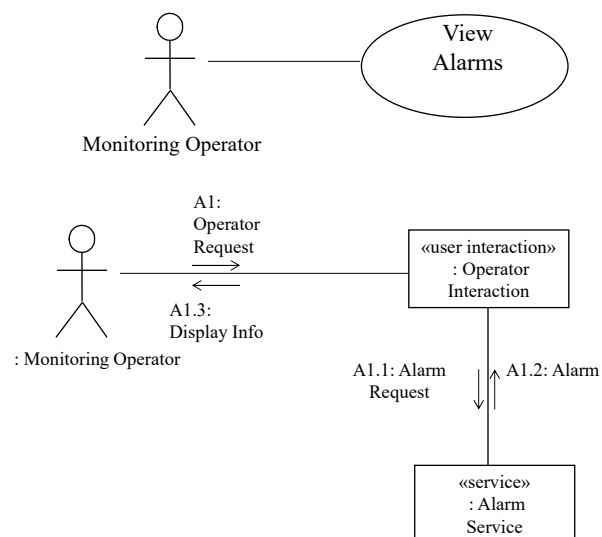 View
Alarms
Monitoring Operator
A1:
Operator
Request
A1.3:
Display Info
: Monitoring Operator
«user interaction»
: Operator
Interaction
A1.1: Alarm
Request
A1.2: Alarm
«service»
: Alarm
Service